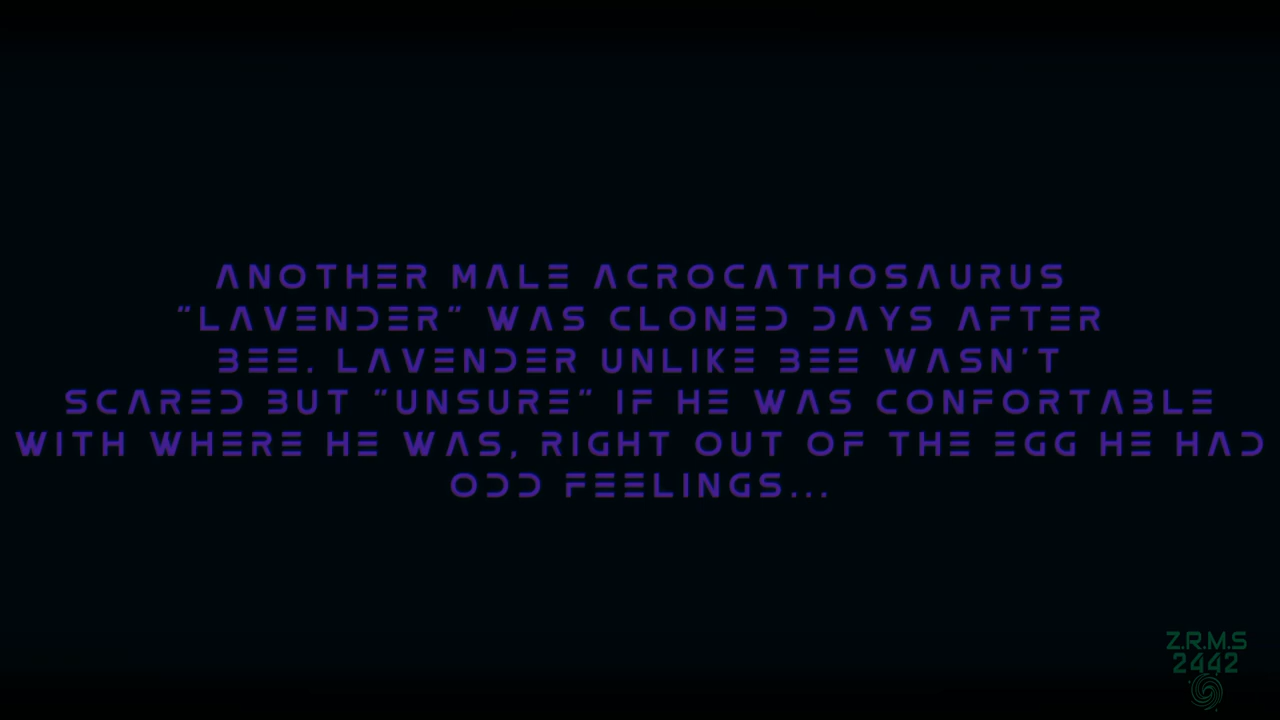 ANOTHER MALE ACROCATHOSAURUS
"LAVENDER" WAS CLONED DAYS AFTER
BEE. LAVENDER UNLIKE BEE WASN'T
SCARED BUT "UNSURE" IF HE WAS CONFORTABLE
WITH WHERE HE WAS, RIGHT OUT OF THE EGG HE HAD
ODD FEELINGS...
Z.R.M.S
2442